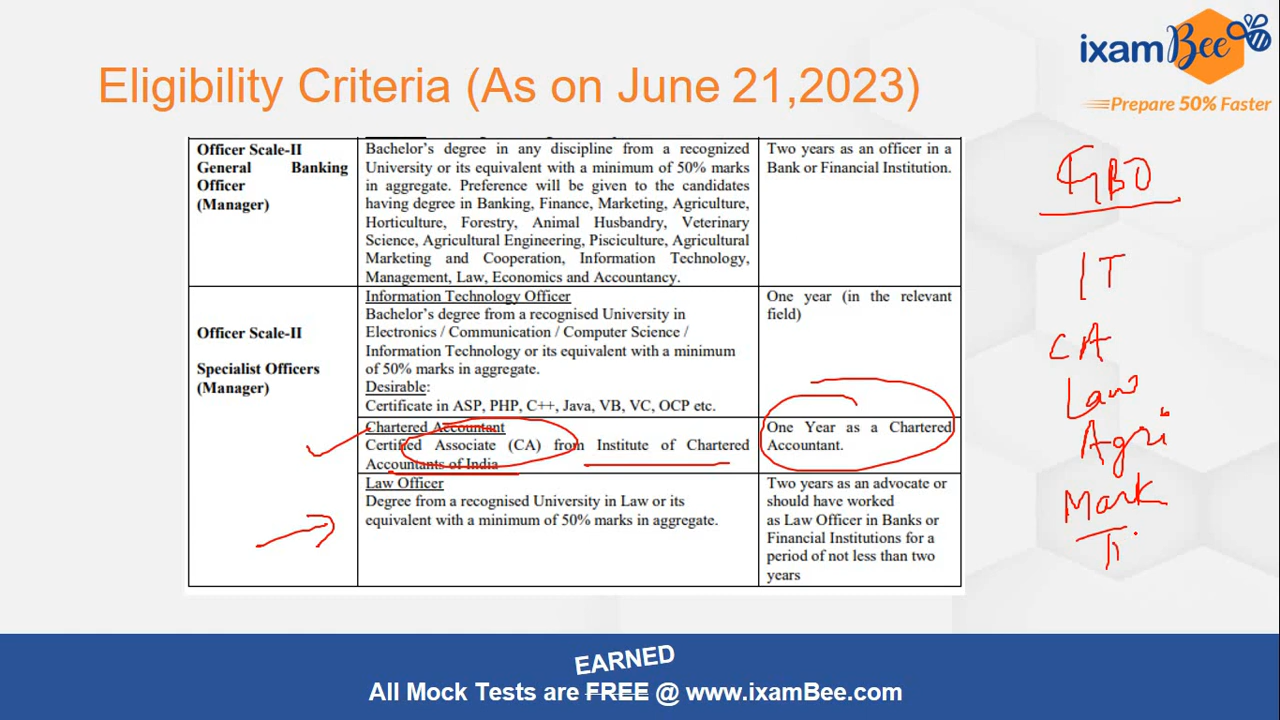 ixamBee
Prepare 50% Faster
Eligibility Criteria (As on June 21,2023)
Officer Scale-II
General Banking
Officer
(Manager)
Bachelor's degree in any discipline from a recognized
University or its equivalent with a minimum of 50% marks
in aggregate. Preference will be given to the candidates
having degree in Banking, Finance, Marketing, Agriculture,
Horticulture, Forestry, Animal Husbandry, Veterinary
Science, Agricultural Engineering, Pisciculture, Agricultural
Marketing and Cooperation, Information Technology,
Management, Law, Economics and Accountancy.
Two years as an officer in a
Bank or Financial Institution.
Officer Scale-II
Specialist Officers
(Manager)
Information Technology Officer
Bachelor's degree from a recognised University in
Electronics / Communication / Computer Science /
Information Technology or its equivalent with a minimum
of 50% marks in aggregate.
Desirable:
Certificate in ASP, PHP, C++, Java, VB, VC, OCP etc.
One year (in the relevant
field)
Chartered Accountant
Certified Associate (CA) from Institute of Chartered
Accountants of India
One Year as a Chartered
Accountant.
Law Officer
Degree from a recognised University in Law or its
equivalent with a minimum of 50% marks in aggregate.
Two years as an advocate or
should have worked
as Law Officer in Banks or
Financial Institutions for a
period of not less than two
years
GBO
IT
CA
Law
Agri
Mark
EARNED
All Mock Tests are FREE @ www.ixamBee.com